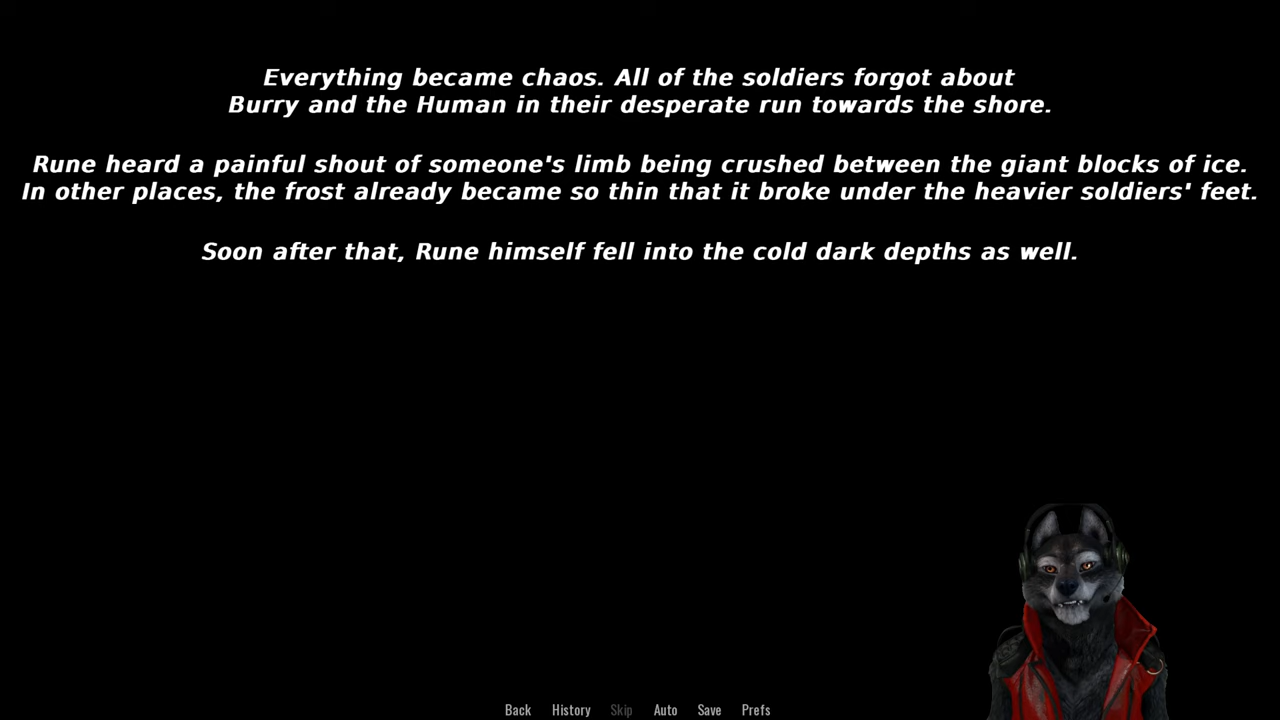 Everything became chaos. All of the soldiers forgot about
Burry and the Human in their desperate run towards the shore.
Rune heard a painful shout of someone's limb being crushed between the giant blocks of ice.
In other places, the frost already became so thin that it broke under the heavier soldiers' feet.
Soon after that, Rune himself fell into the cold dark depths as well.
Back History Skip Auto Save Prefs